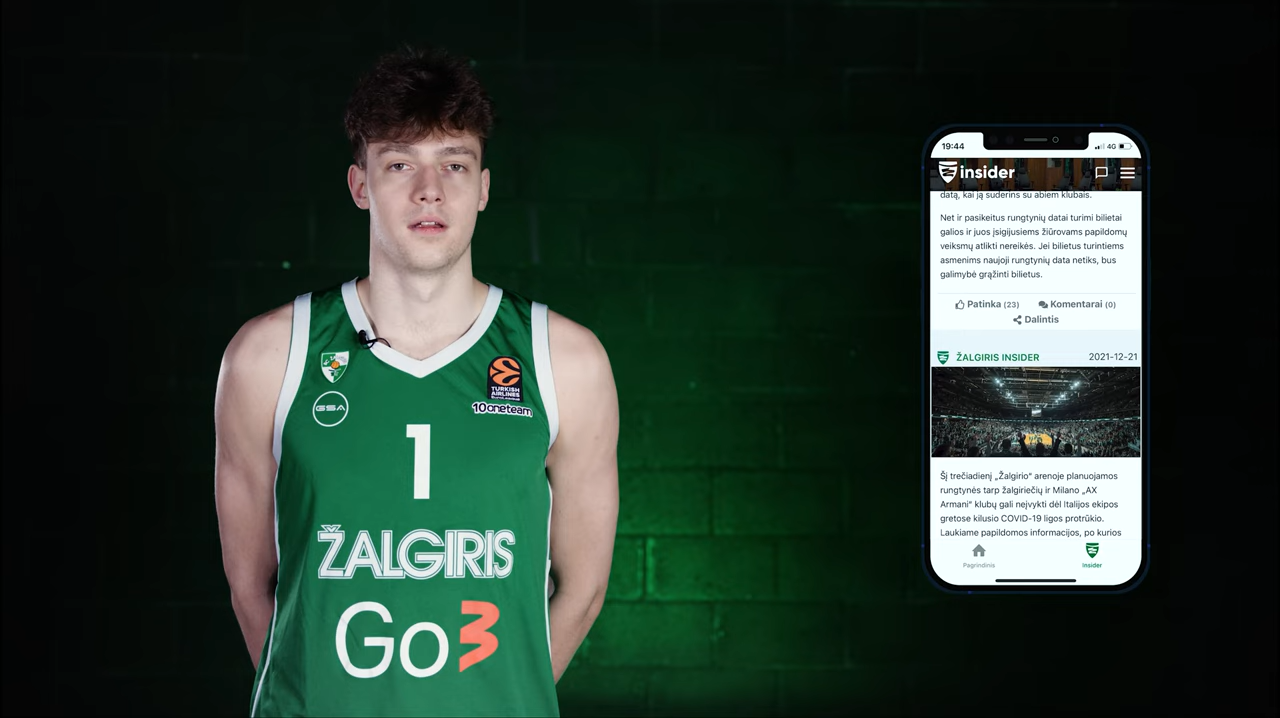 GSA
TURKISH
AIRLINES
10oneteam
1
ŽALGIRIS
Go3
19:44
4G
insider
datą, kai ją suderins su abiem klubais.
Net ir pasikeitus rungtynių datai turimi bilietai
galios ir juos įsigijusiems žiūrovams papildomų
veiksmų atlikti nereikės. Jei bilietus turintiems
asmenims naujoji rungtynių data netiks, bus
galimybė grąžinti bilietus.
Patinka (23) Komentarai (0)
Dalintis
ŽALGIRIS INSIDER 2021-12-21
Šį trečiadienį „Žalgirio“ arenoje planuojamos
rungtynės tarp žalgiriečių ir Milano „AX
Armani“ klubų gali neįvykti dėl Italijos ekipos
gretose kilusio COVID-19 ligos protrūkio.
Laukiame papildomos informacijos, po kurios
Pagrindinis Insider